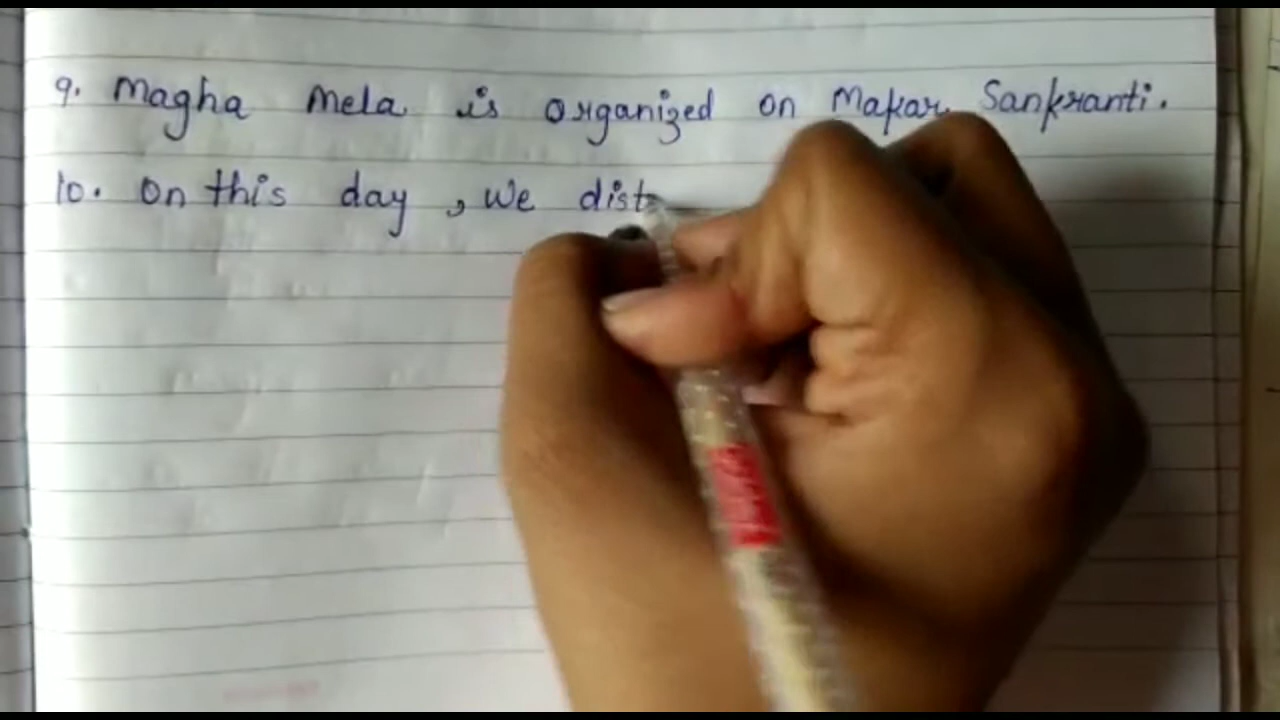 9. Magha Mela is organized on Makar Sankranti.
10. On this day, We dist